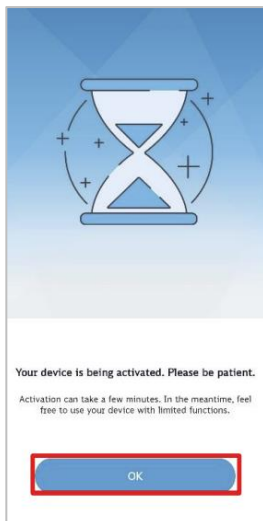 Your device is being activated. Please be patient.
Activation can take a few minutes. In the meantime, feel
free to use your device with limited functions.
OK